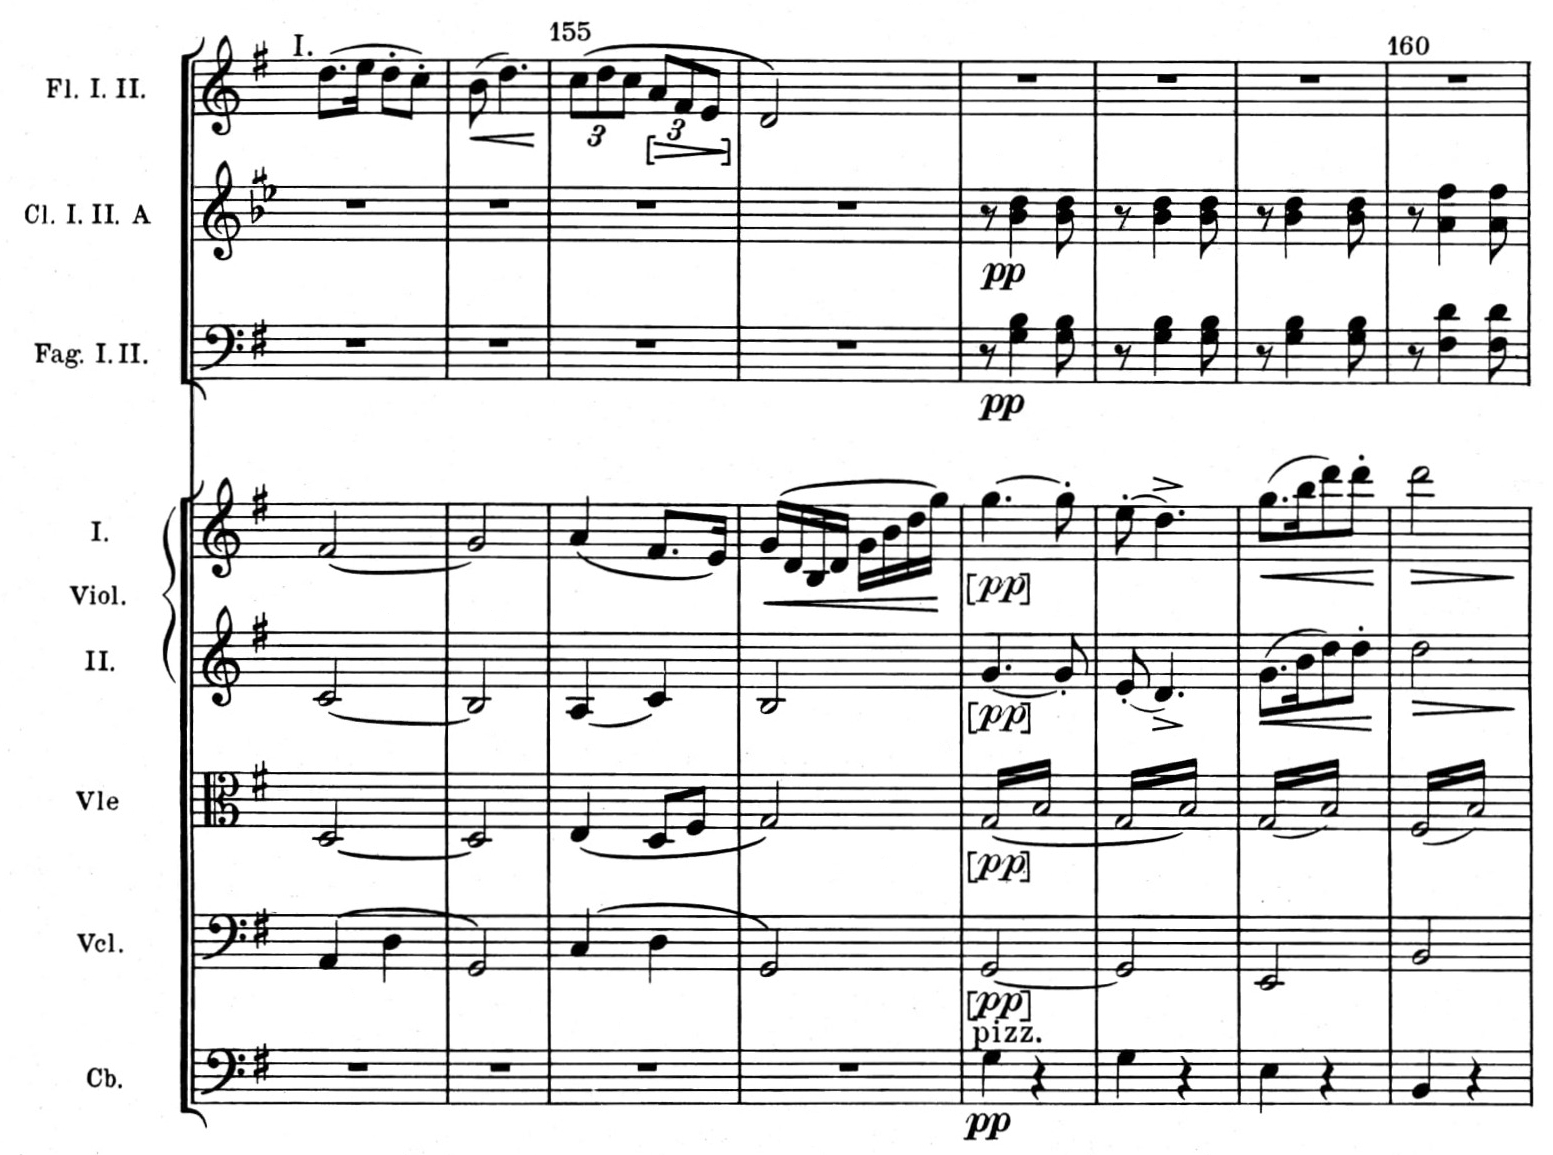 I. 155 160
Fl. I. II.
3 3
[ ]
Cl. I. II. A
pp
Fag. I. II.
pp
I.
[pp]
Viol.
II.
[pp]
Vle
[pp]
Vcl.
[pp]
pizz.
Cb.
pp